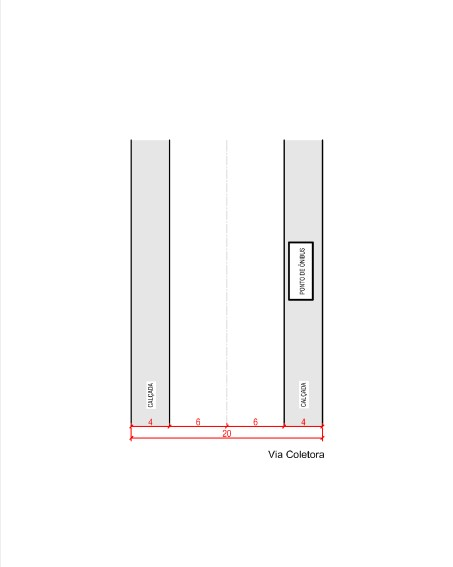 PONTO DE ÔNIBUS
CALÇADA
CALÇADA
4 6 6 4
20
Via Coletora